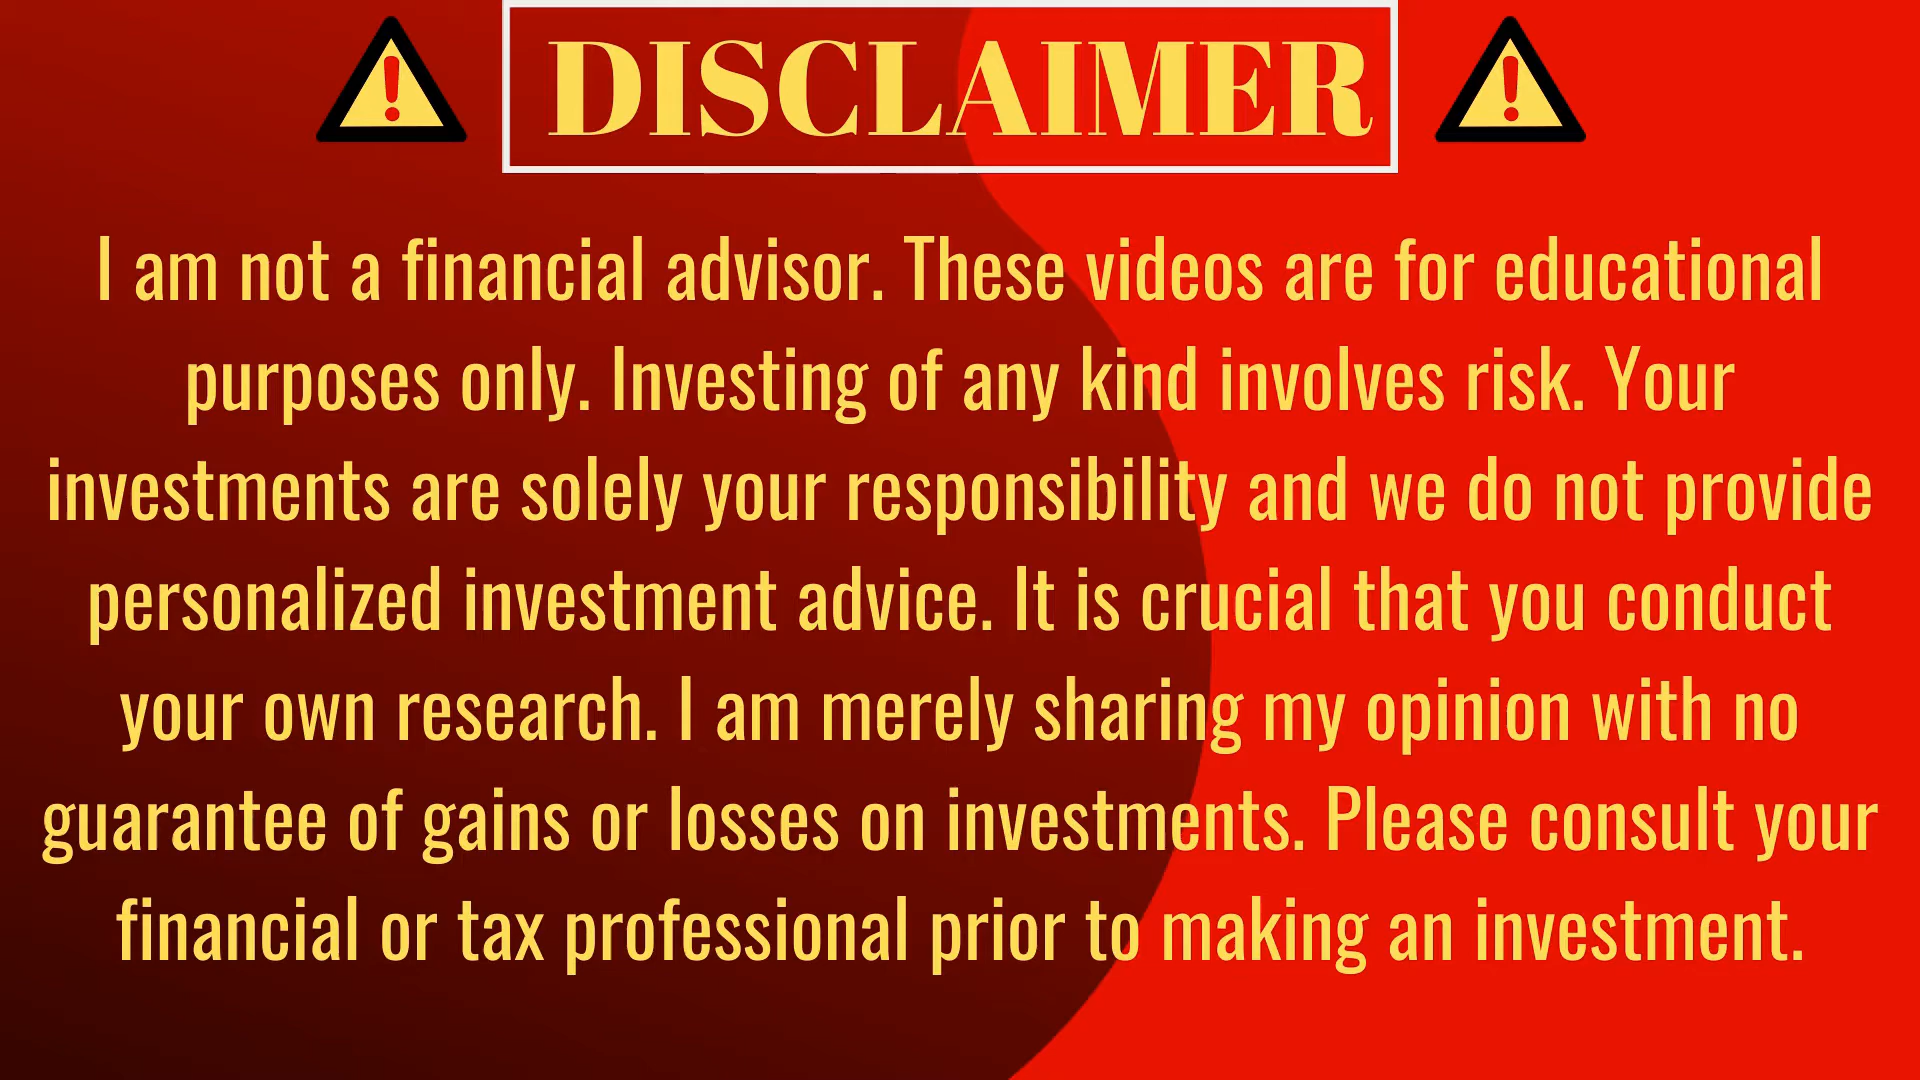 DISCLAIMER
I am not a financial advisor. These videos are for educational
purposes only. Investing of any kind involves risk. Your
investments are solely your responsibility and we do not provide
personalized investment advice. It is crucial that you conduct
your own research. I am merely sharing my opinion with no
guarantee of gains or losses on investments. Please consult your
financial or tax professional prior to making an investment.